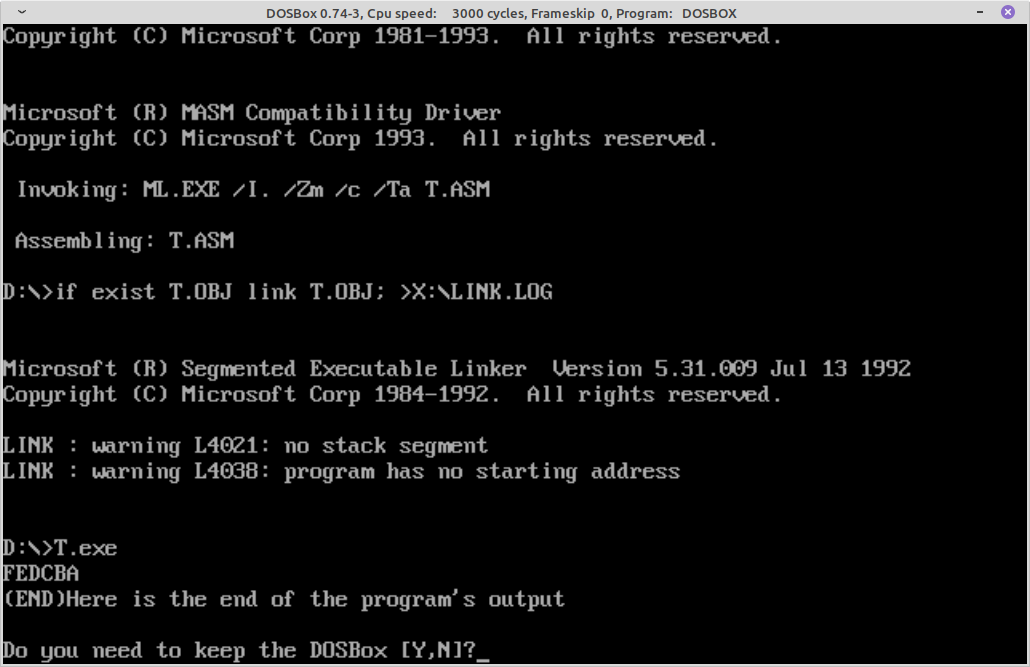 DOSBox 0.74-3, Cpu speed:    3000 cycles, Frameskip  0, Program:   DOSBOX
Copyright (C) Microsoft Corp 1981-1993.  All rights reserved.
Microsoft (R) MASM Compatibility Driver
Copyright (C) Microsoft Corp 1993.  All rights reserved.
 Invoking: ML.EXE /I. /Zm /c /Ta T.ASM
 Assembling: T.ASM
D:\>if exist T.OBJ link T.OBJ; >X:\LINK.LOG
Microsoft (R) Segmented Executable Linker  Version 5.31.009 Jul 13 1992
Copyright (C) Microsoft Corp 1984-1992.  All rights reserved.
LINK : warning L4021: no stack segment
LINK : warning L4038: program has no starting address
D:\>T.exe
FEDCBA
(END)Here is the end of the program's output
Do you need to keep the DOSBox [Y,N]?_